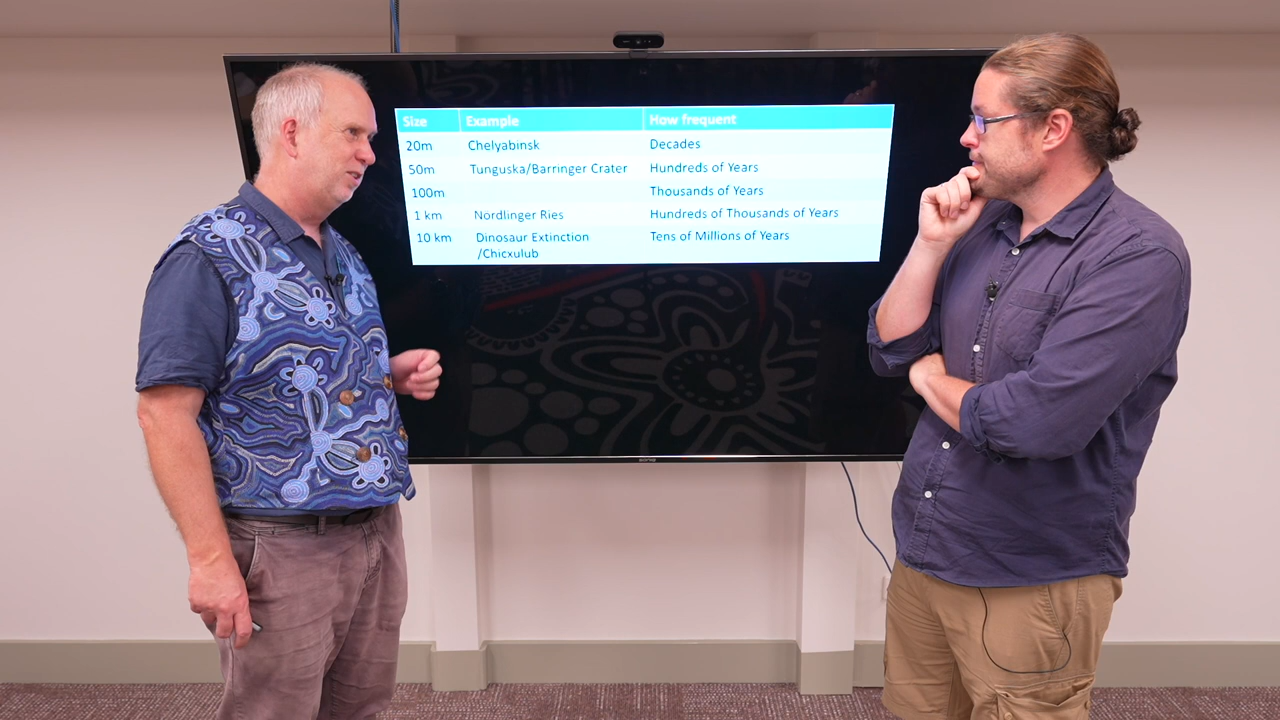 Size Example How frequent
20m Chelyabinsk Decades
50m Tunguska/Barringer Crater Hundreds of Years
100m Thousands of Years
1 km Nordlinger Ries Hundreds of Thousands of Years
10 km Dinosaur Extinction Tens of Millions of Years
/Chicxulub